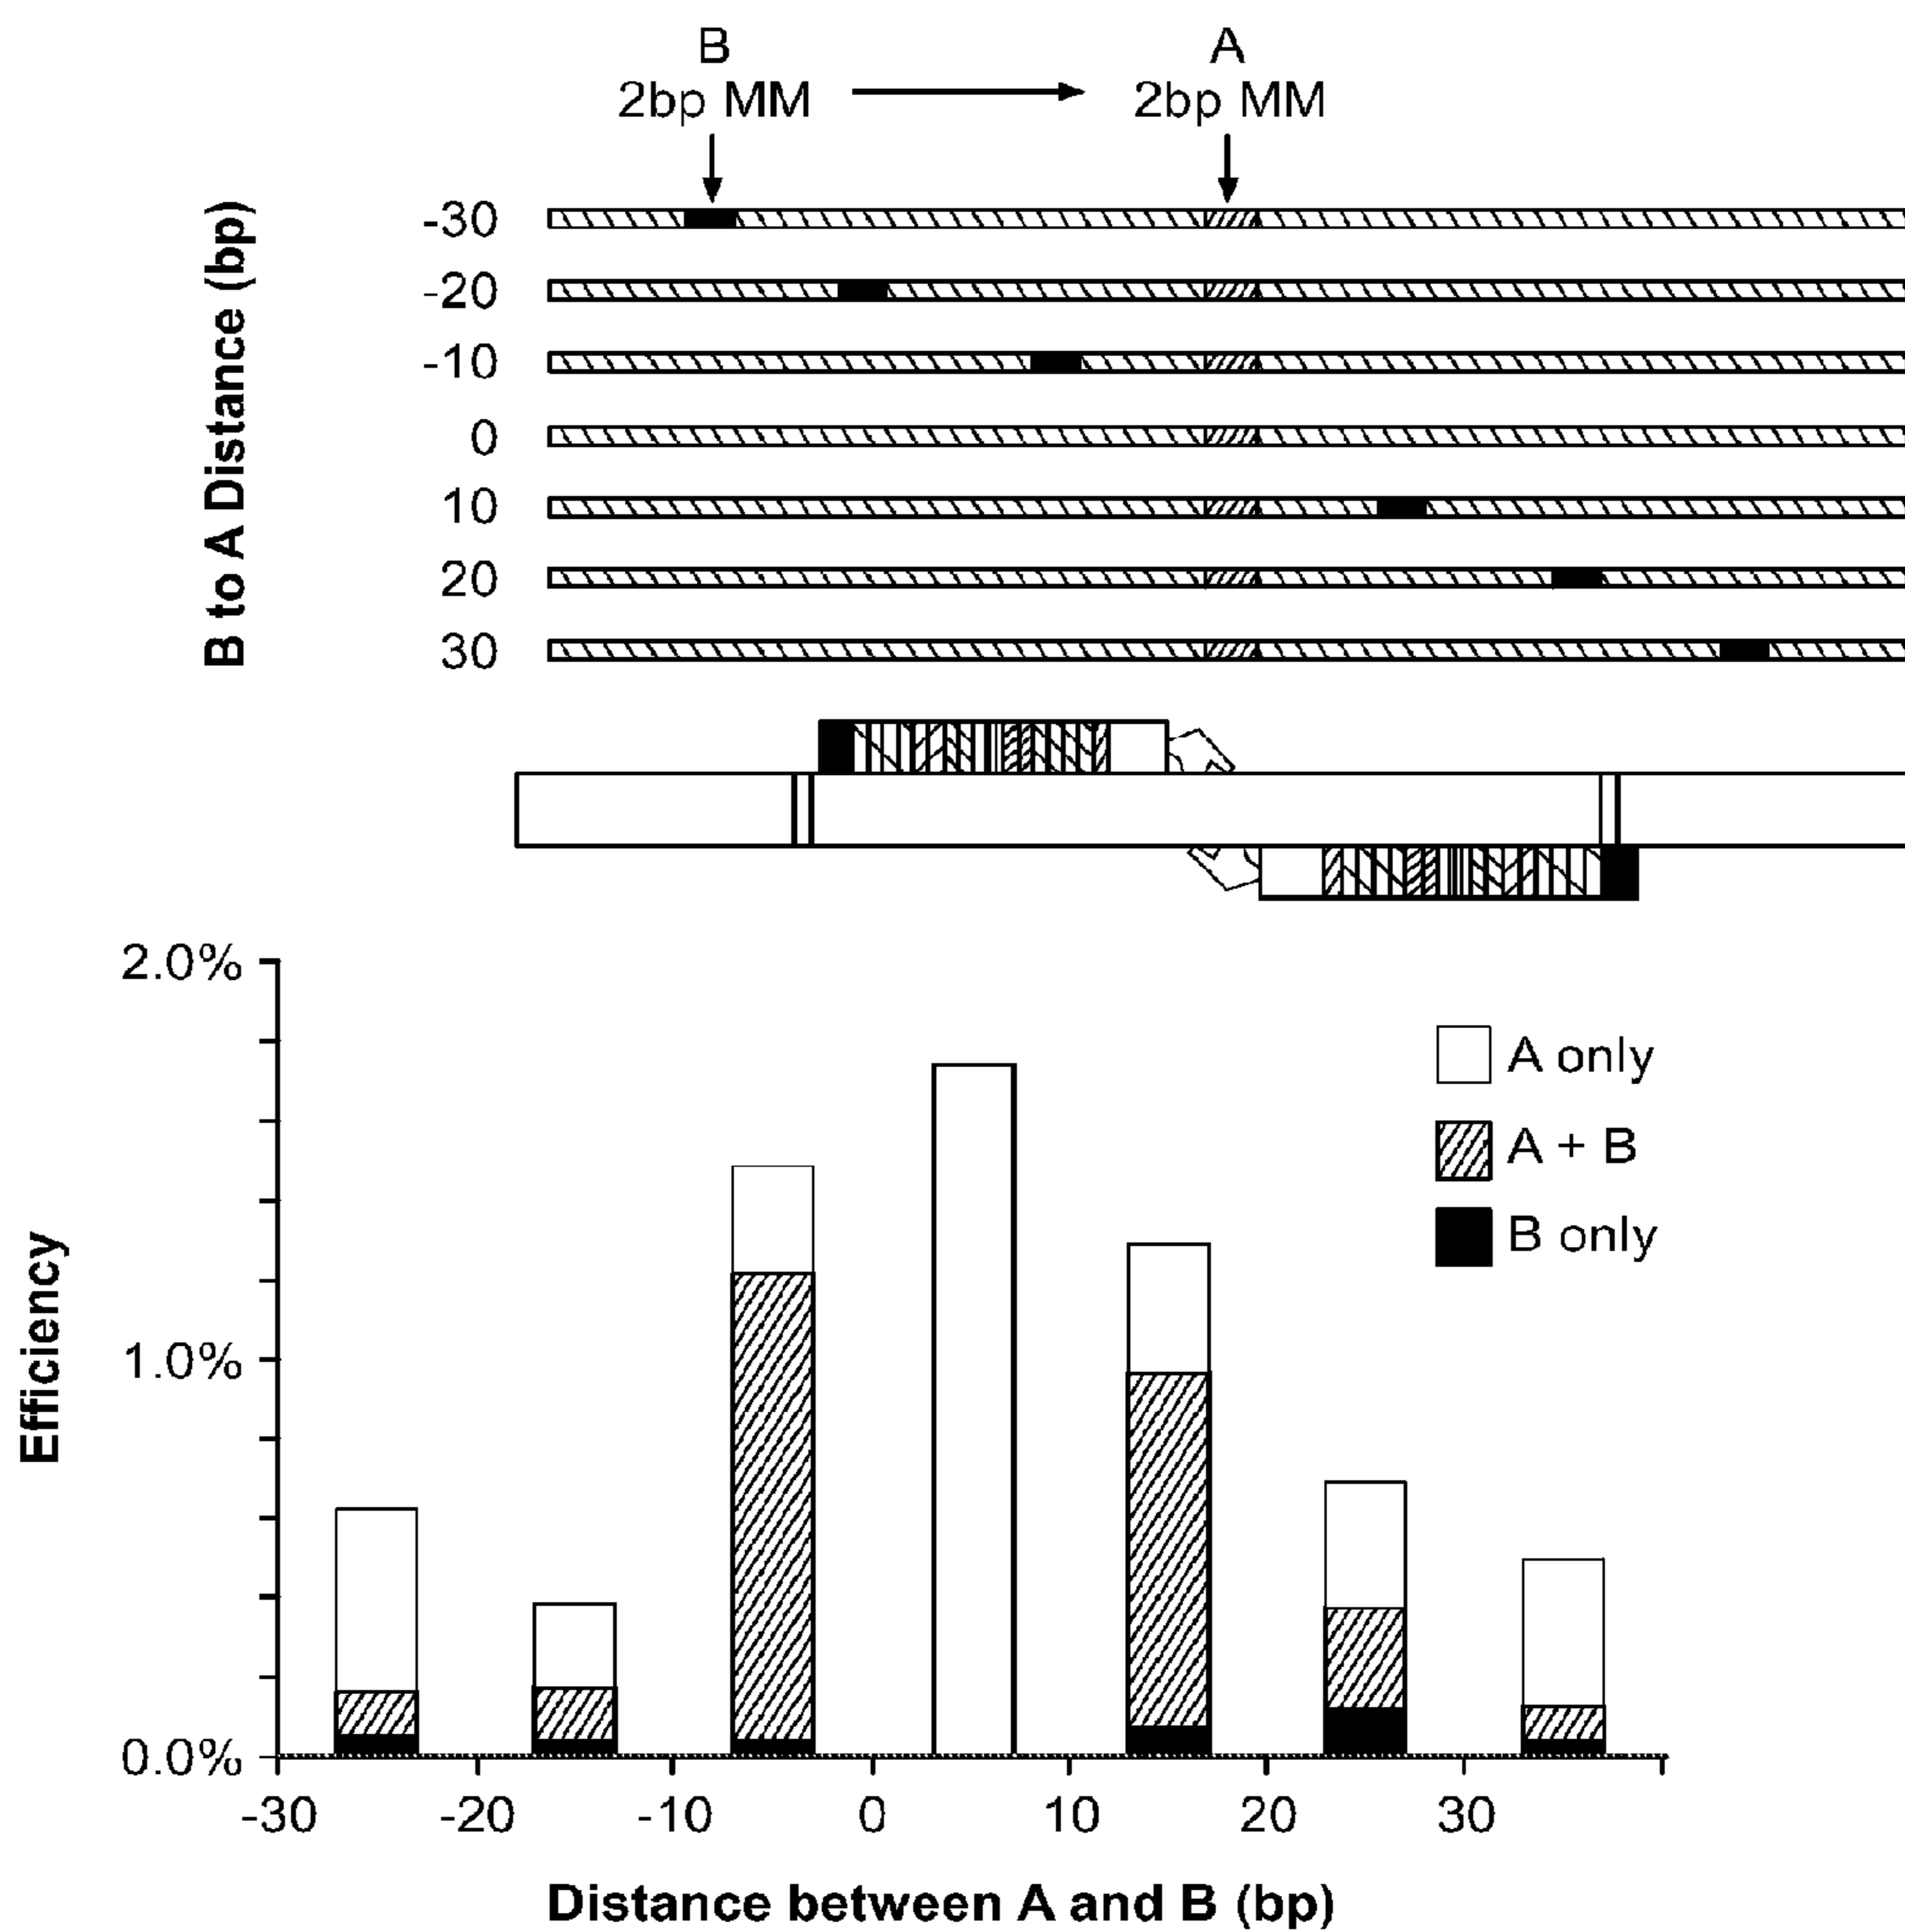 B A
2bp MM 2bp MM
B to A Distance (bp)
-30
-20
-10
0
10
20
30
2.0%
1.0%
0.0%
Efficiency
A only
A + B
B only
-30 -20 -10 0 10 20 30
Distance between A and B (bp)